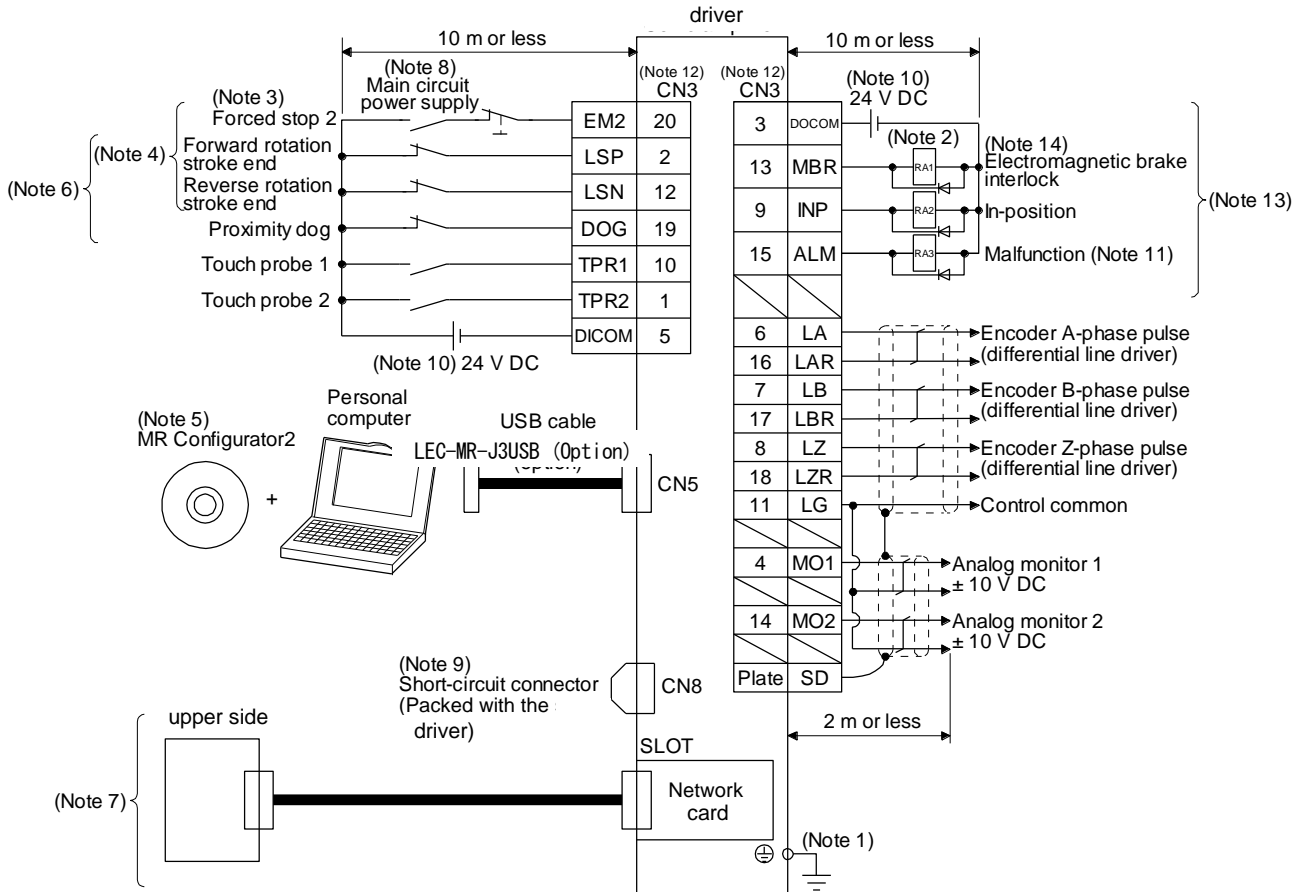 driver
10 m or less
10 m or less
(Note 8)
Main circuit
power supply
(Note 12)
CN3
(Note 12)
CN3
(Note 10)
24 V DC
(Note 3)
Forced stop 2
EM2 20
(Note 4)
Forward rotation
stroke end
LSP 2
(Note 6)
Reverse rotation
stroke end
LSN 12
Proximity dog
DOG 19
Touch probe 1
TPR1 10
Touch probe 2
TPR2 1
DICOM 5
(Note 10) 24 V DC
3 DOCOM
(Note 2)
(Note 14)
13 MBR
RA1
Electromagnetic brake
interlock
9 INP
RA2
In-position
(Note 13)
15 ALM
RA3
Malfunction (Note 11)
6 LA
Encoder A-phase pulse
(differential line driver)
16 LAR
7 LB
Encoder B-phase pulse
(differential line driver)
17 LBR
8 LZ
Encoder Z-phase pulse
(differential line driver)
18 LZR
11 LG
Control common
4 MO1
Analog monitor 1
± 10 V DC
14 MO2
Analog monitor 2
± 10 V DC
Plate SD
2 m or less
(Note 5)
MR Configurator2
+
Personal
computer
USB cable
LEC-MR-J3USB (Option)
CN5
(Note 9)
Short-circuit connector
(Packed with the
driver)
CN8
upper side
(Note 7)
SLOT
Network
card
(Note 1)